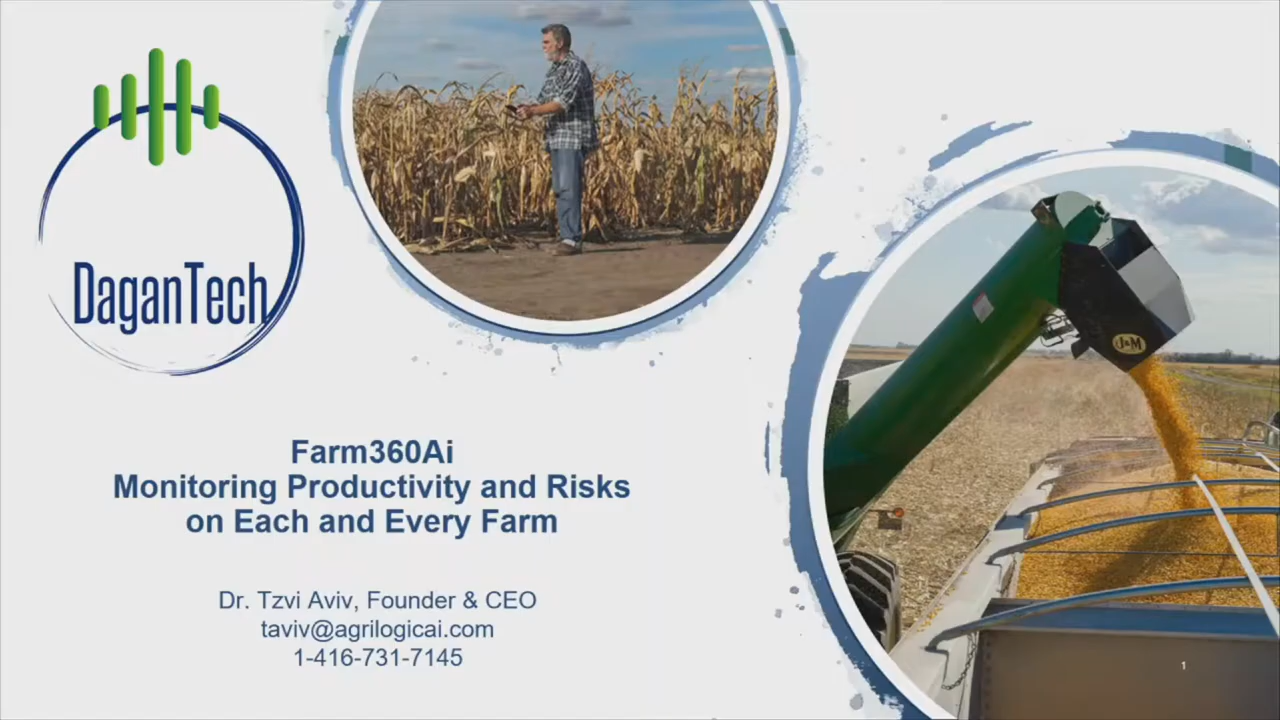 DaganTech
Farm360Ai
Monitoring Productivity and Risks
on Each and Every Farm
Dr. Tzvi Aviv, Founder & CEO
taviv@agrilogicai.com
1-416-731-7145
J&M
1